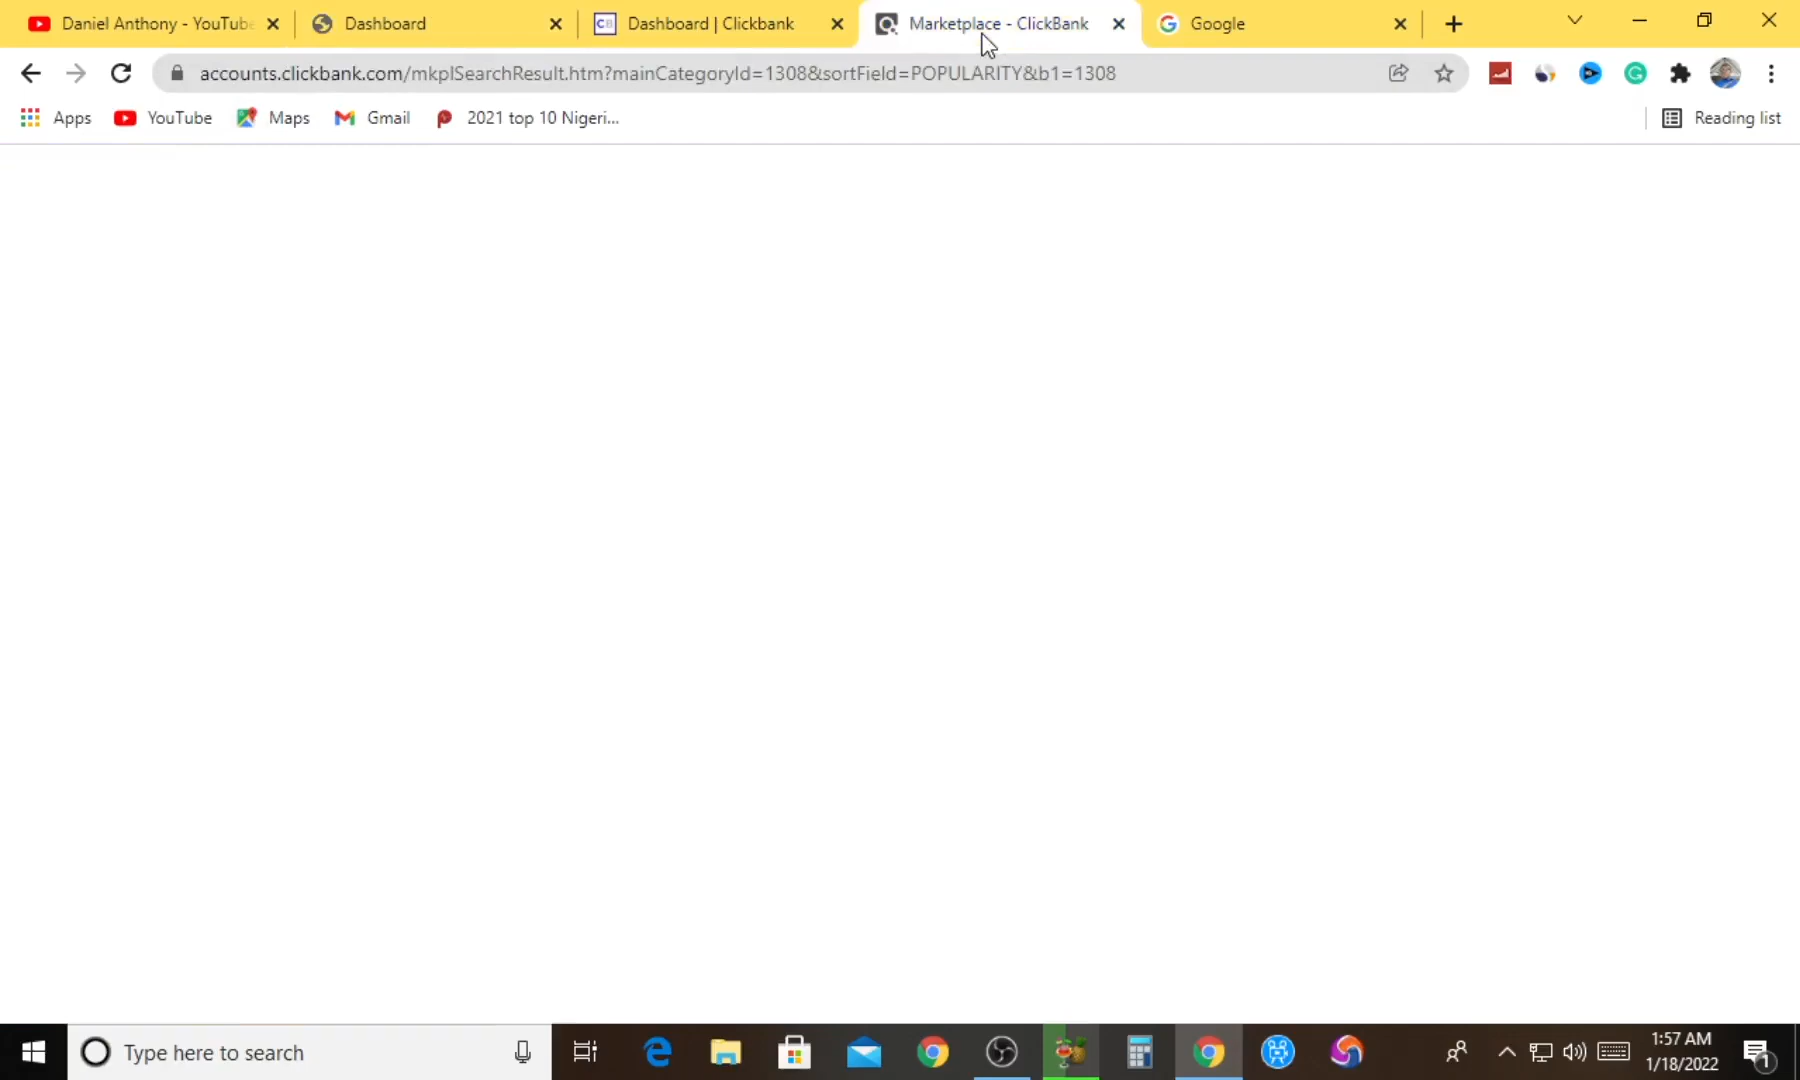 Daniel Anthony - YouTube
Dashboard
CB Dashboard | Clickbank
Marketplace - ClickBank
Google
accounts.clickbank.com/mkplSearchResult.htm?mainCategoryId=1308&sortField=POPULARITY&b1=1308
Apps
YouTube
Maps
Gmail
2021 top 10 Nigeri...
Reading list
Type here to search
1:57 AM
1/18/2022
1